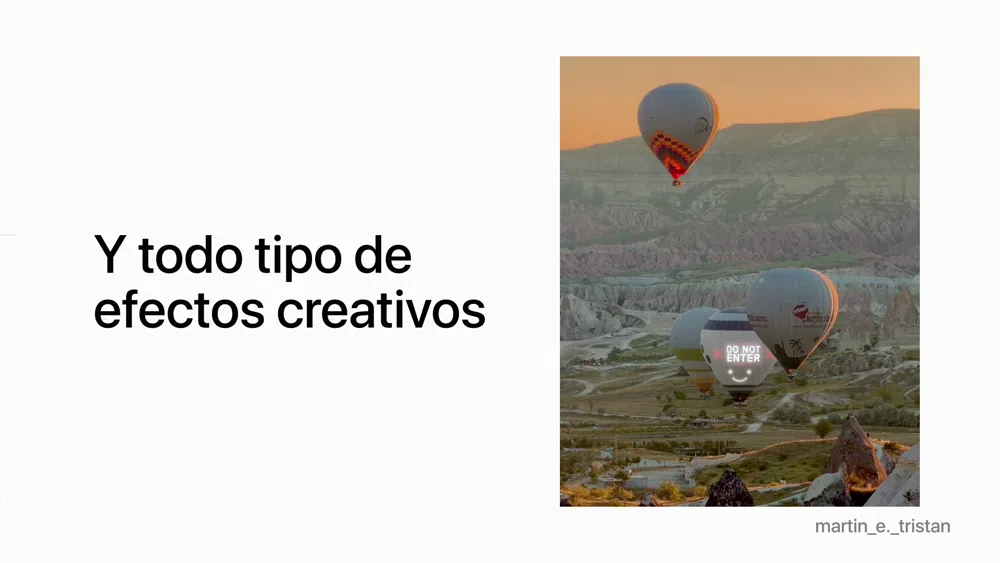 Y todo tipo de
efectos creativos
DO NOT
ENTER
martin_e._tristan